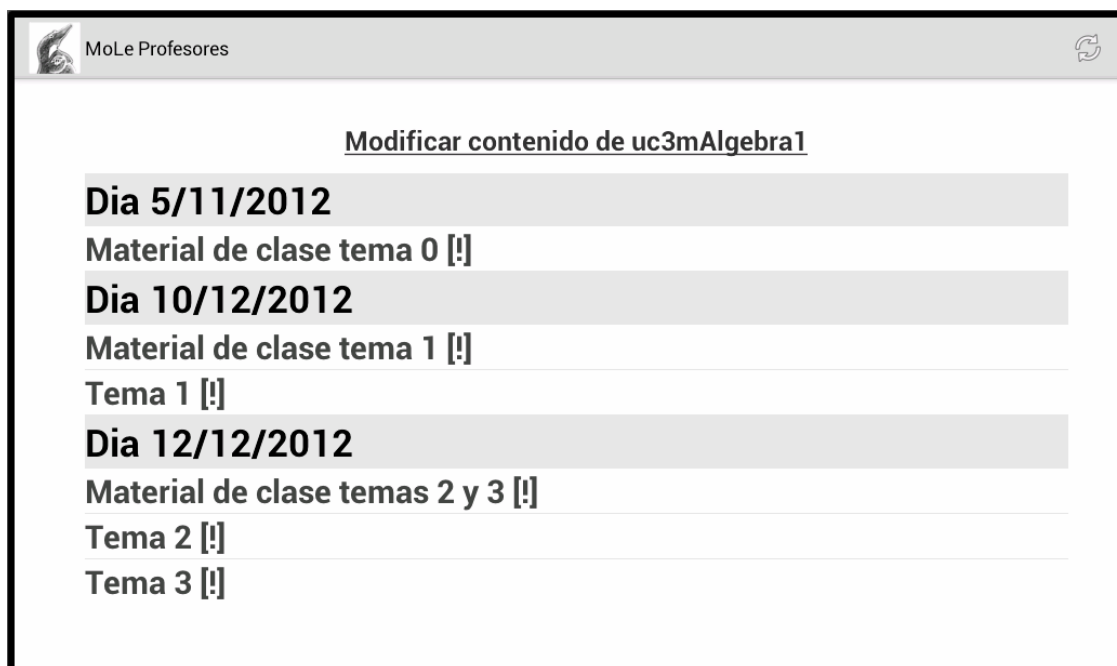 MoLe Profesores
Modificar contenido de uc3mAlgebra1
Dia 5/11/2012
Material de clase tema 0 [!]
Dia 10/12/2012
Material de clase tema 1 [!]
Tema 1 [!]
Dia 12/12/2012
Material de clase temas 2 y 3 [!]
Tema 2 [!]
Tema 3 [!]